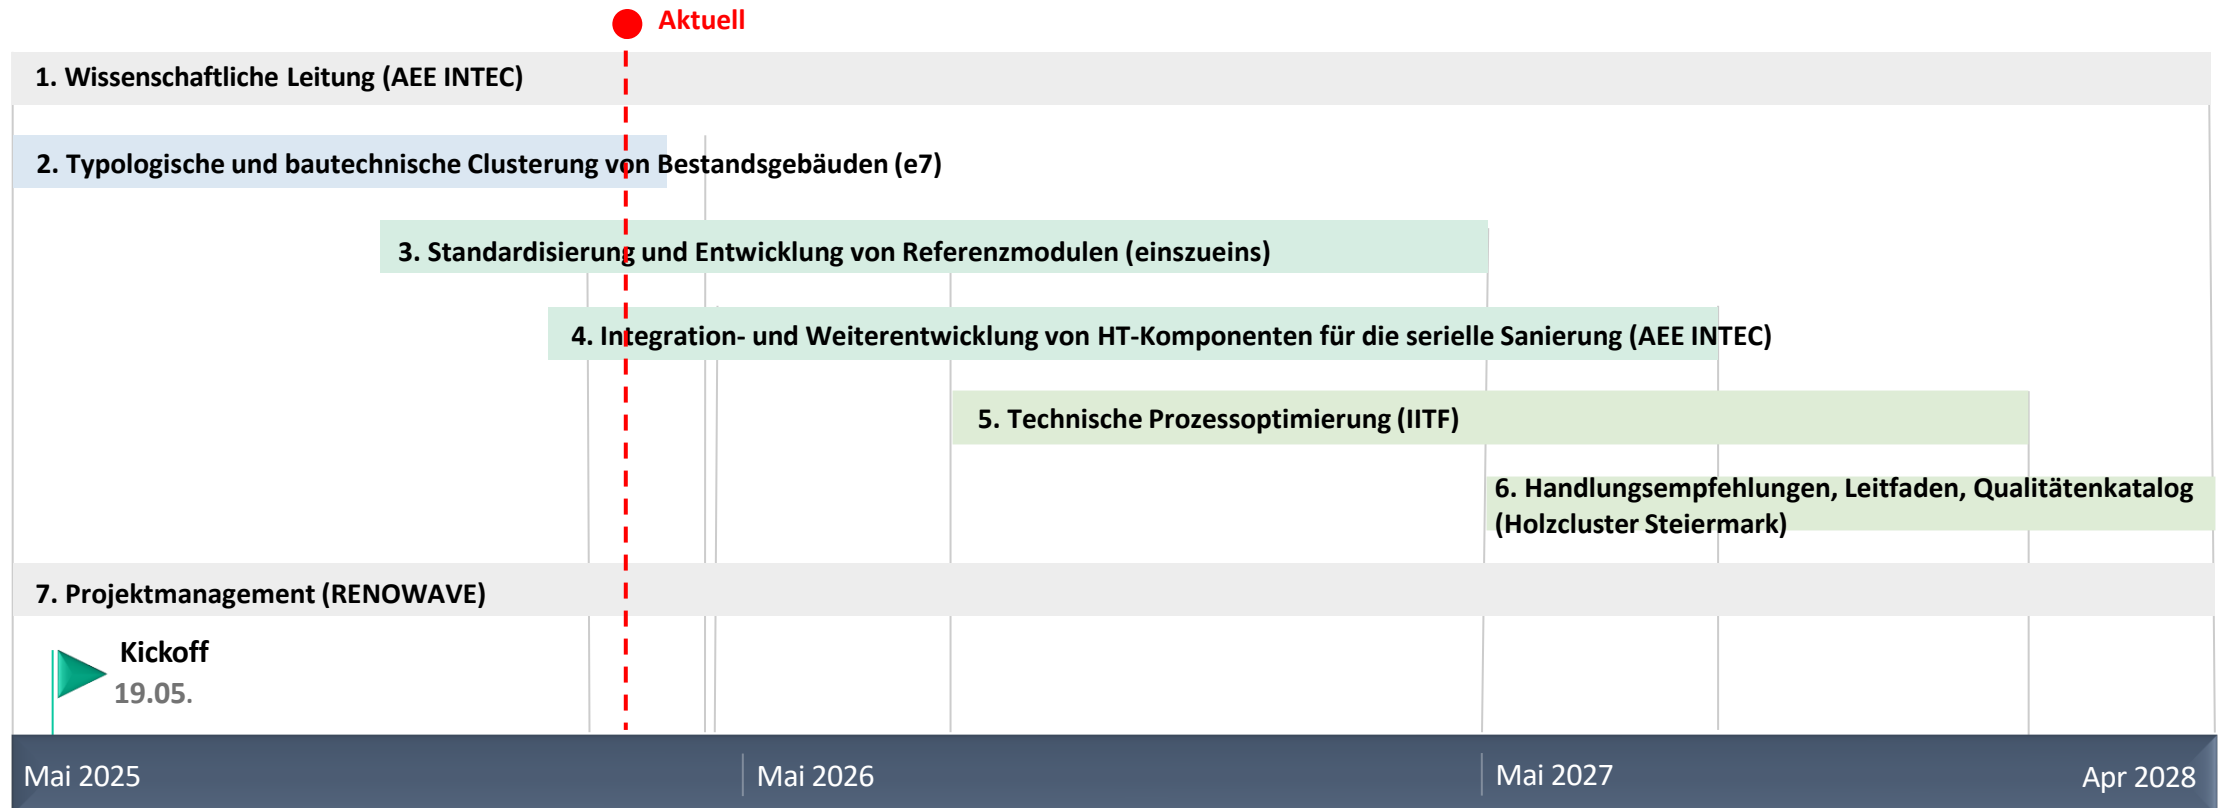 Aktuell
1. Wissenschaftliche Leitung (AEE INTEC)
2. Typologische und bautechnische Clusterung von Bestandsgebäuden (e7)
3. Standardisierung und Entwicklung von Referenzmodulen (einszueins)
4. Integration- und Weiterentwicklung von HT-Komponenten für die serielle Sanierung (AEE INTEC)
5. Technische Prozessoptimierung (IITF)
6. Handlungsempfehlungen, Leitfaden, Qualitätenkatalog
(Holzcluster Steiermark)
7. Projektmanagement (RENOWAVE)
Kickoff
19.05.
Mai 2025
Mai 2026
Mai 2027
Apr 2028